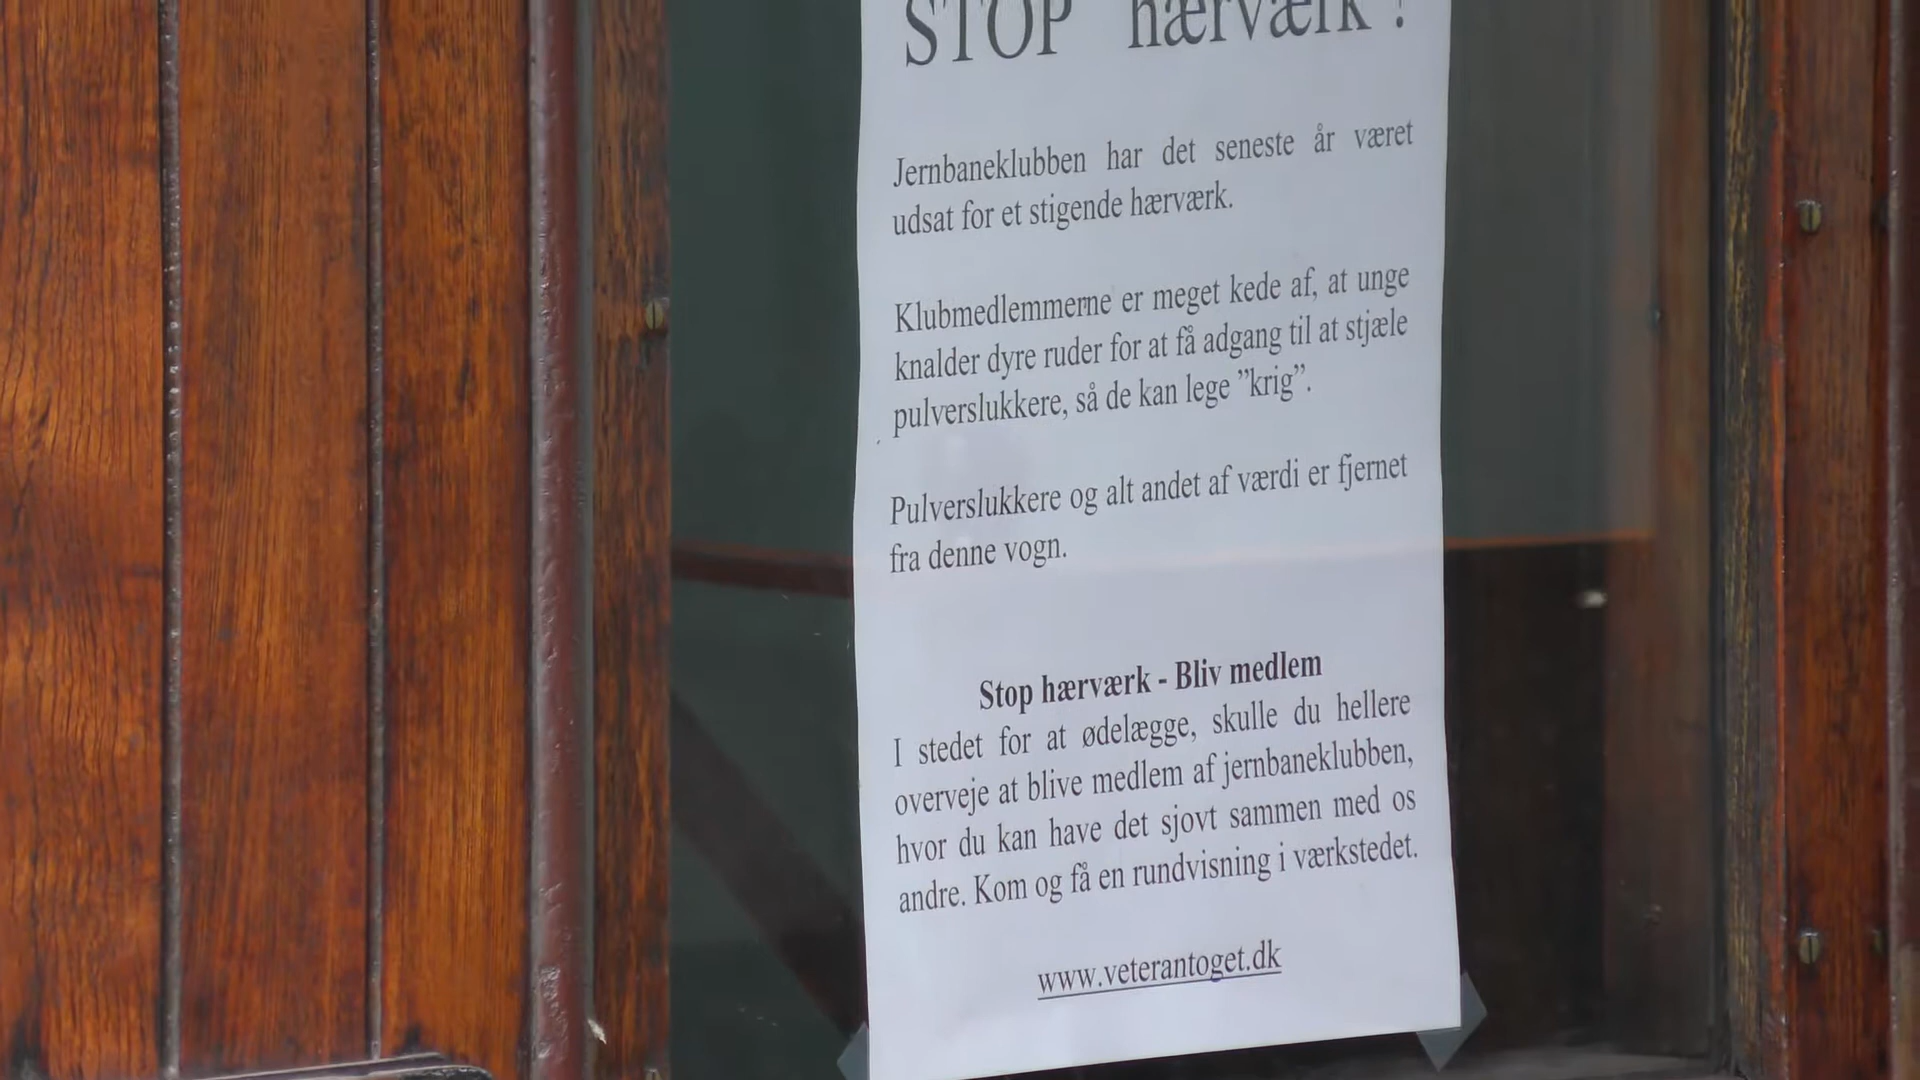 STOP hærværk !
Jernbaneklubben har det seneste år været
udsat for et stigende hærværk.
Klubmedlemmerne er meget kede af, at unge
knalder dyre ruder for at få adgang til at stjæle
pulverslukkere, så de kan lege ”krig”.
Pulverslukkere og alt andet af værdi er fjernet
fra denne vogn.
Stop hærværk - Bliv medlem
I stedet for at ødelægge, skulle du hellere
overveje at blive medlem af jernbaneklubben,
hvor du kan have det sjovt sammen med os
andre. Kom og få en rundvisning i værkstedet.
www.veterantoget.dk